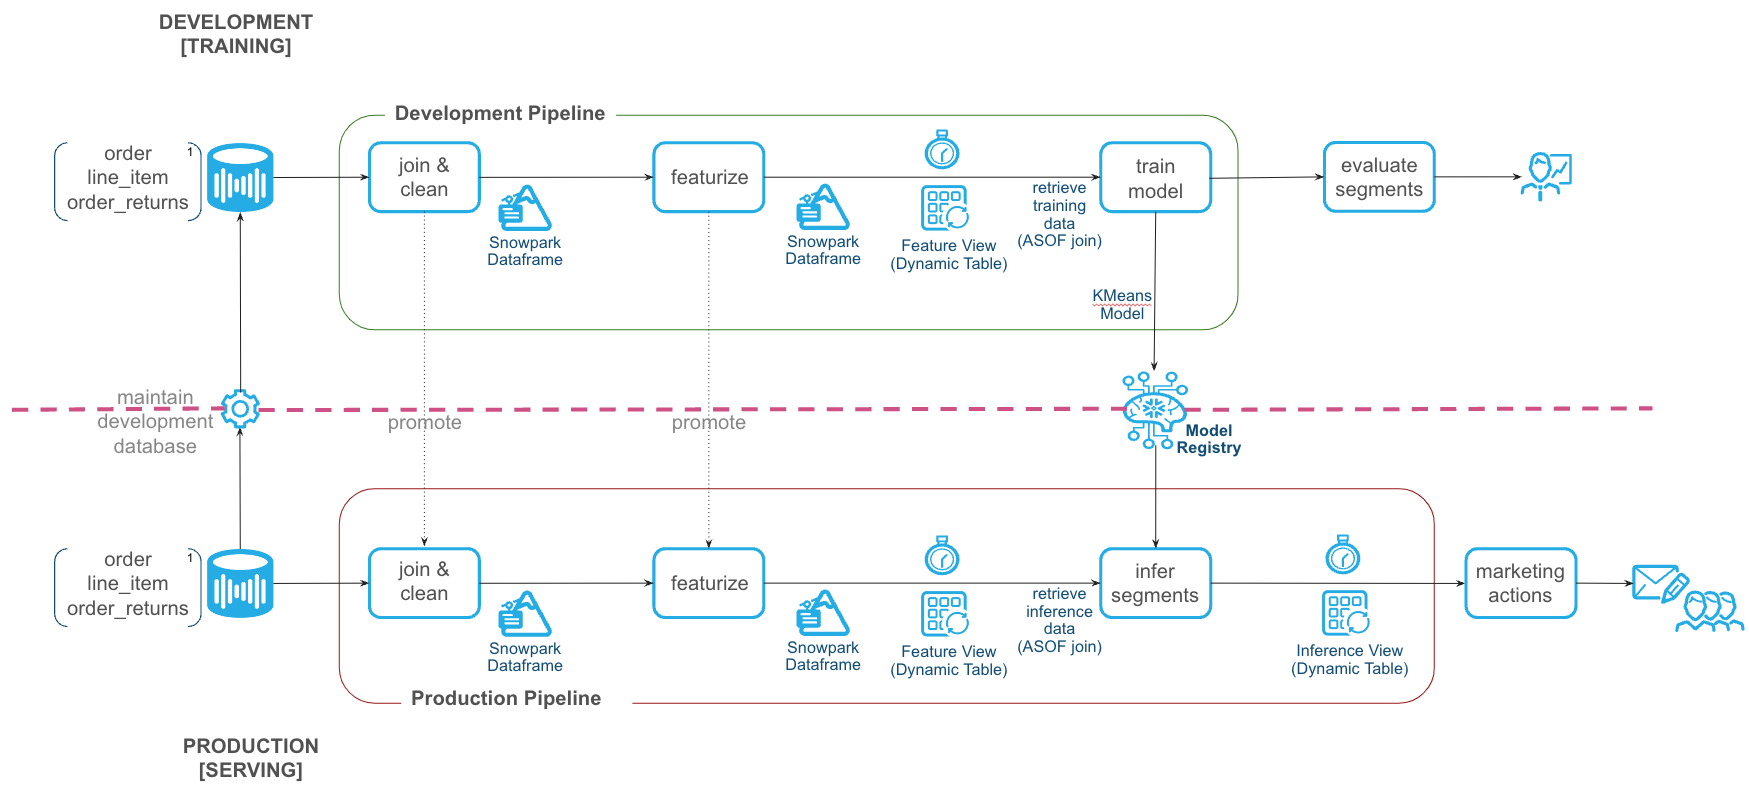 DEVELOPMENT
[TRAINING]
Development Pipeline
order
line_item
order_returns
1
join &
clean
Snowpark
Dataframe
featurize
Snowpark
Dataframe
Feature View
(Dynamic Table)
retrieve
training
data
(ASOF join)
train
model
evaluate
segments
KMeans
Model
maintain
development
database
promote
promote
Model
Registry
order
line_item
order_returns
1
join &
clean
Snowpark
Dataframe
featurize
Snowpark
Dataframe
Feature View
(Dynamic Table)
retrieve
inference
data
(ASOF join)
infer
segments
Inference View
(Dynamic Table)
marketing
actions
Production Pipeline
PRODUCTION
[SERVING]